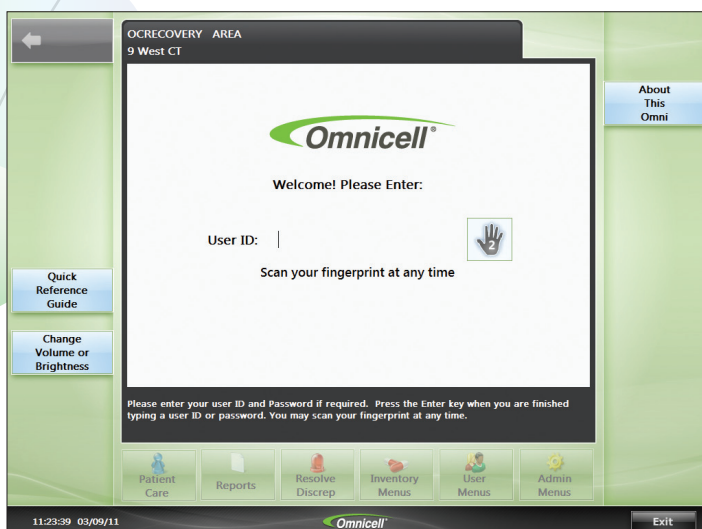 OCRECOVERY AREA
9 West CT
About
This
Omni
Omnicell®
Welcome! Please Enter:
User ID:
2
Scan your fingerprint at any time
Quick
Reference
Guide
Change
Volume or
Brightness
Please enter your user ID and Password if required. Press the Enter key when you are finished
typing a user ID or password. You may scan your fingerprint at any time.
Patient
Care
Reports
Resolve
Discrep
Inventory
Menus
User
Menus
Admin
Menus
11:23:39 03/09/11
Omnicell®
Exit